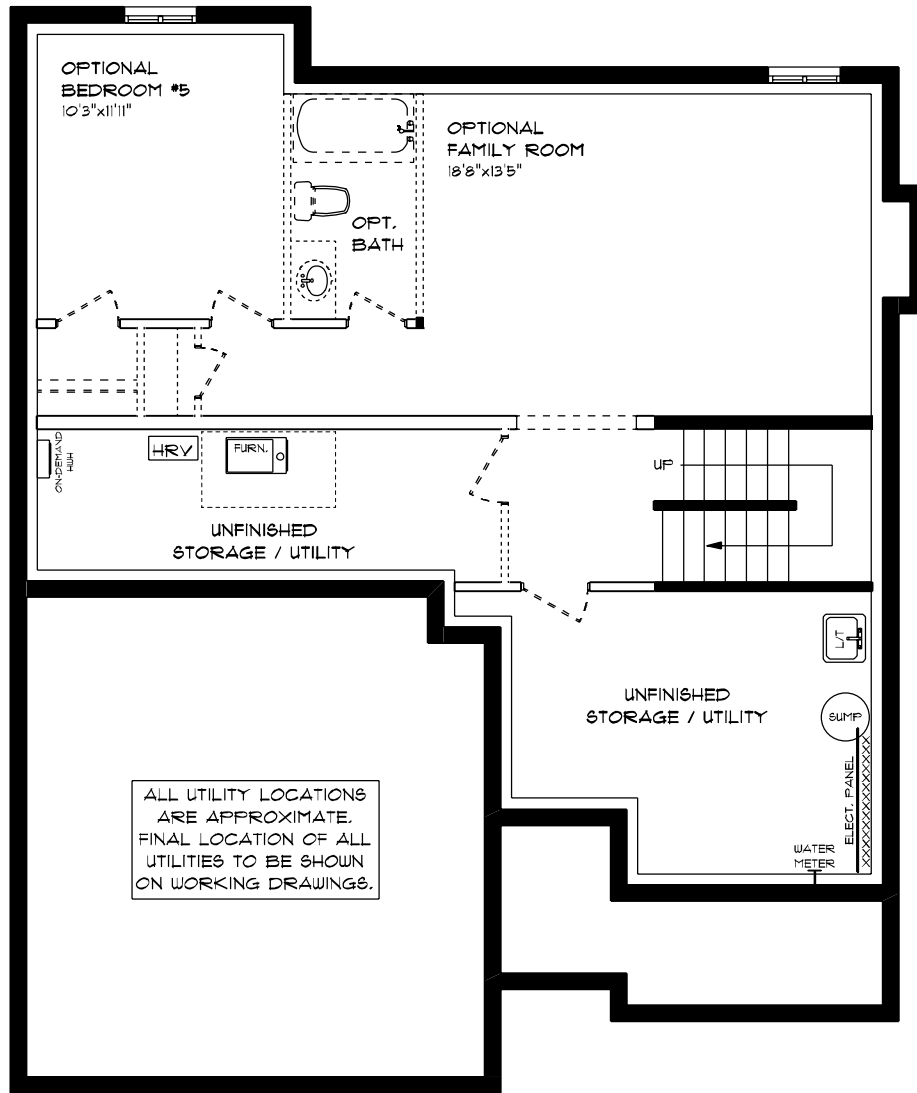 OPTIONAL
BEDROOM #5
10'3"x11'11"
OPTIONAL
FAMILY ROOM
18'8"x13'5"
OPT.
BATH
ON-DEMAND
HWH
HRV
FURN.
UP
UNFINISHED
STORAGE / UTILITY
L/T
UNFINISHED
STORAGE / UTILITY
SUMP
ELECT. PANEL
WATER
METER
ALL UTILITY LOCATIONS
ARE APPROXIMATE.
FINAL LOCATION OF ALL
UTILITIES TO BE SHOWN
ON WORKING DRAWINGS.